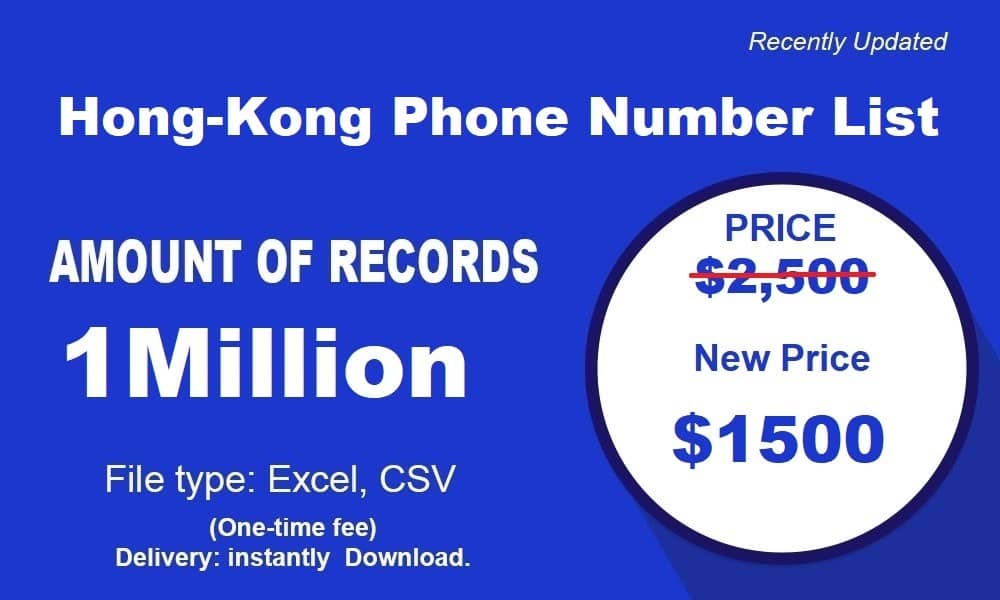 Recently Updated
Hong-Kong Phone Number List
AMOUNT OF RECORDS
1Million
File type: Excel, CSV
(One-time fee)
Delivery: instantly Download.
PRICE
$2,500
New Price
$1500